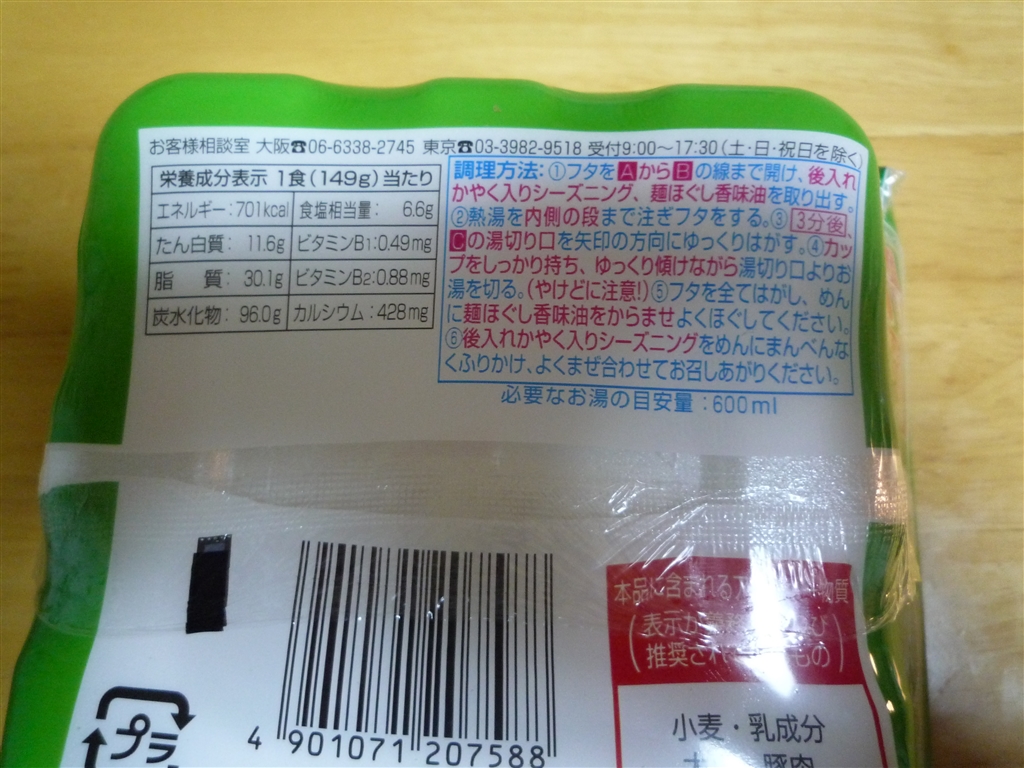 お客様相談室 大阪☎06-6338-2745 東京☎03-3982-9518 受付9:00～17:30(土・日・祝日を除く)
栄養成分表示 1食(149g)当たり
エネルギー:701kcal 食塩相当量: 6.6g
たん白質: 11.6g ビタミンB1:0.49mg
脂 質: 30.1g ビタミンB2:0.88mg
炭水化物: 96.0g カルシウム:428mg
調理方法:①フタをAからBの線まで開け、後入れ
かやく入りシーズニング、麺ほぐし香味油を取り出す。
②熱湯を内側の段まで注ぎフタをする。③3分後、
Cの湯切り口を矢印の方向にゆっくりはがす。④カッ
プをしっかり持ち、ゆっくり傾けながら湯切り口よりお
湯を切る。(やけどに注意!)⑤フタを全てはがし、めん
に麺ほぐし香味油をからませよくほぐしてください。
⑥後入れかやく入りシーズニングをめんにまんべんな
くふりかけ、よくまぜ合わせてお召しあがりください。
必要なお湯の目安量:600ml
4 901071 207588
プラ
本品に含まれる 物質
(表示が
推奨され もの)
小麦・乳成分
豚肉